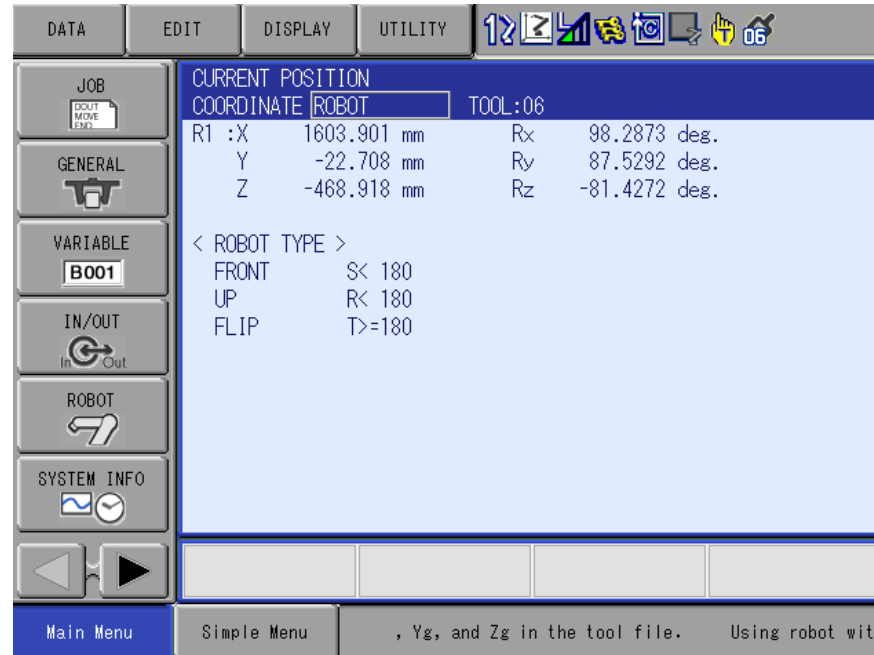 DATA EDIT DISPLAY UTILITY
JOB
DOUT
MOVE
END
GENERAL
VARIABLE
B001
IN/OUT
In Out
ROBOT
SYSTEM INFO
CURRENT POSITION
COORDINATE ROBOT TOOL:06
R1 :X 1603.901 mm Rx 98.2873 deg.
Y -22.708 mm Ry 87.5292 deg.
Z -468.918 mm Rz -81.4272 deg.
< ROBOT TYPE >
FRONT S< 180
UP R< 180
FLIP T>=180
Main Menu Simple Menu , Yg, and Zg in the tool file. Using robot wit